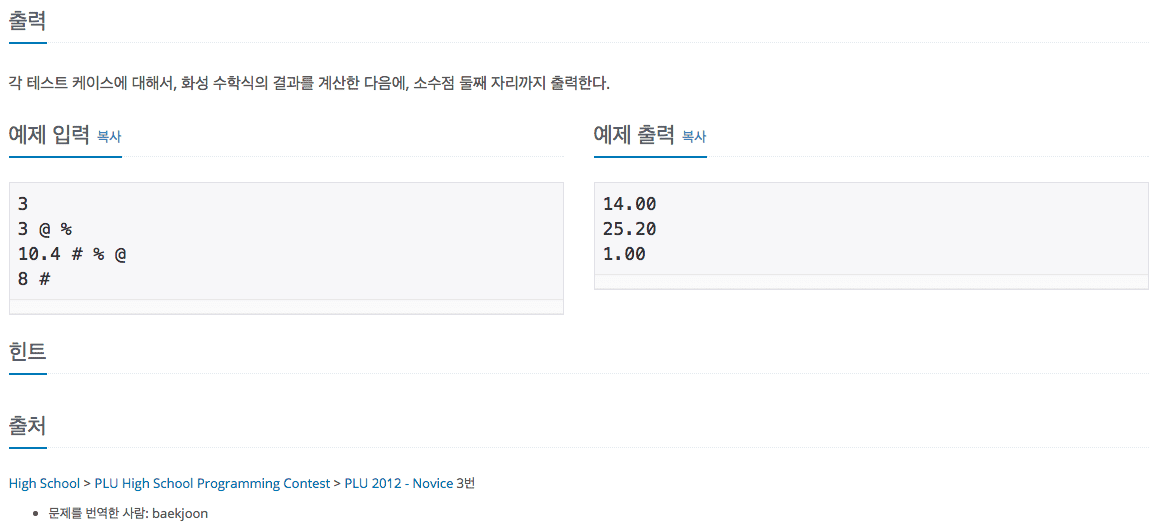 출력
각 테스트 케이스에 대해서, 화성 수학식의 결과를 계산한 다음에, 소수점 둘째 자리까지 출력한다.
예제 입력 복사
3
3 @ %
10.4 # % @
8 #
예제 출력 복사
14.00
25.20
1.00
힌트
출처
High School > PLU High School Programming Contest > PLU 2012 - Novice 3번
• 문제를 번역한 사람: baekjoon